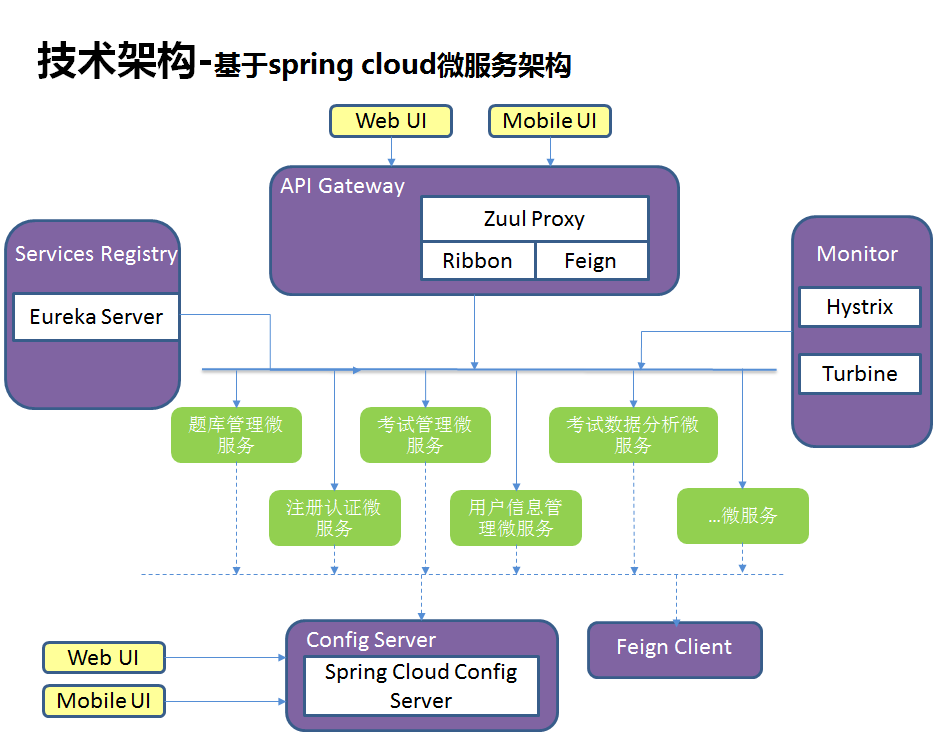 技术架构-基于spring cloud微服务架构
Web UI
Mobile UI
API Gateway
Zuul Proxy
Ribbon
Feign
Services Registry
Eureka Server
Monitor
Hystrix
Turbine
题库管理微
服务
考试管理微
服务
考试数据分析微
服务
注册认证微
服务
用户信息管
理微服务
...微服务
Config Server
Spring Cloud Config
Server
Feign Client
Web UI
Mobile UI